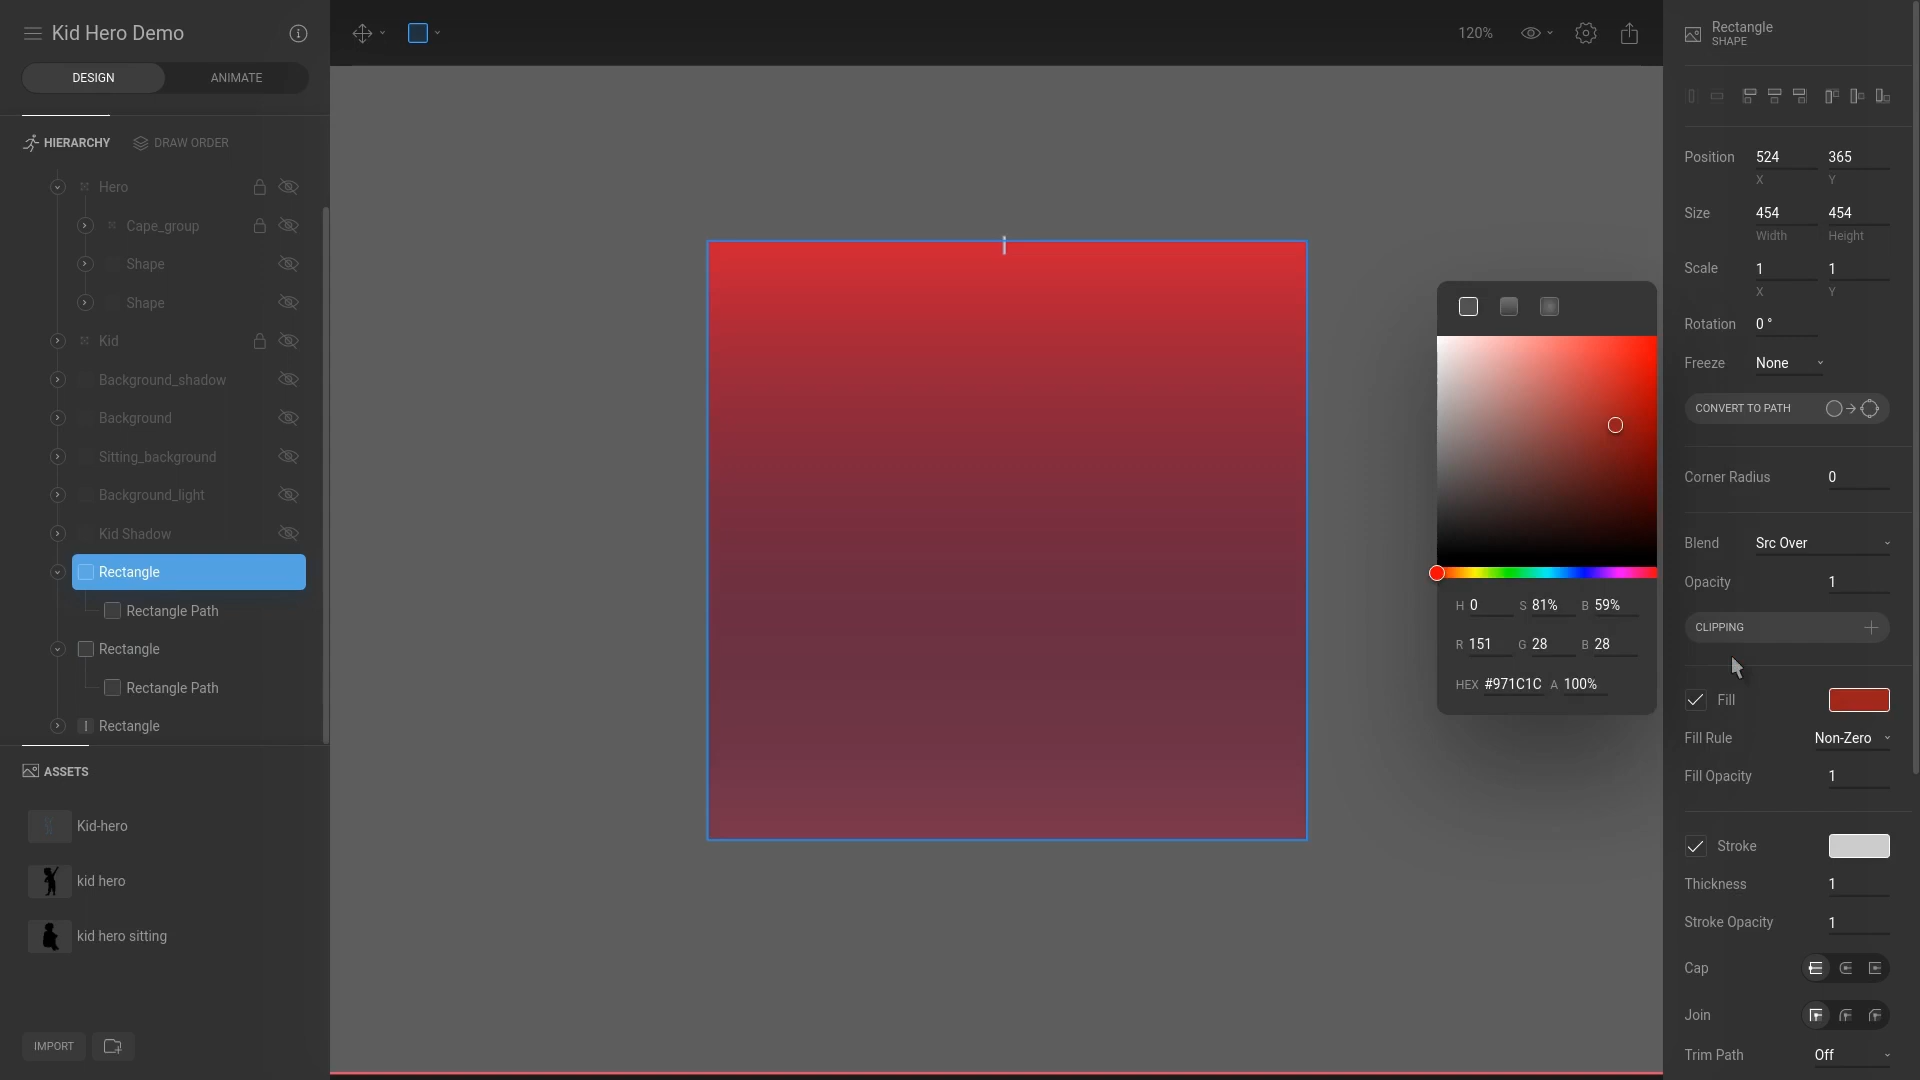 Kid Hero Demo
DESIGN
ANIMATE
HIERARCHY
DRAW ORDER
Hero
Cape_group
Shape
Shape
Kid
Background_shadow
Background
Sitting_background
Background_light
Kid Shadow
Rectangle
Rectangle Path
Rectangle
Rectangle Path
Rectangle
ASSETS
Kid-hero
kid hero
kid hero sitting
IMPORT
120%
H 0 S 81% B 59%
R 151 G 28 B 28
HEX #971C1C A 100%
Rectangle
SHAPE
Position 524 365
X Y
Size 454 454
Width Height
Scale 1 1
X Y
Rotation 0 °
Freeze None
CONVERT TO PATH
Corner Radius 0
Blend Src Over
Opacity 1
CLIPPING
Fill
Fill Rule Non-Zero
Fill Opacity 1
Stroke
Thickness 1
Stroke Opacity 1
Cap
Join
Trim Path Off